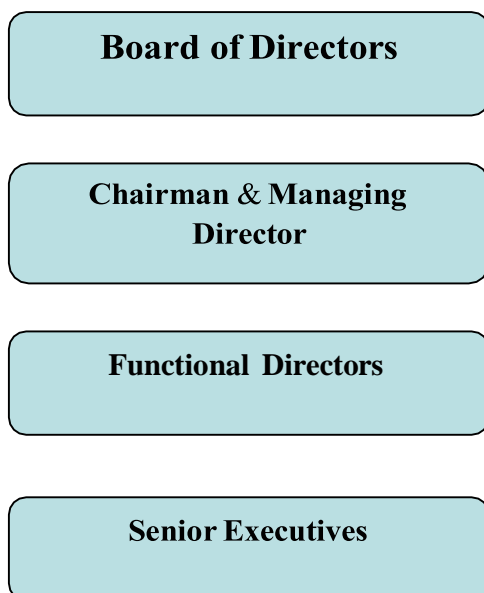 Board of Directors
Chairman & Managing
Director
Functional Directors
Senior Executives